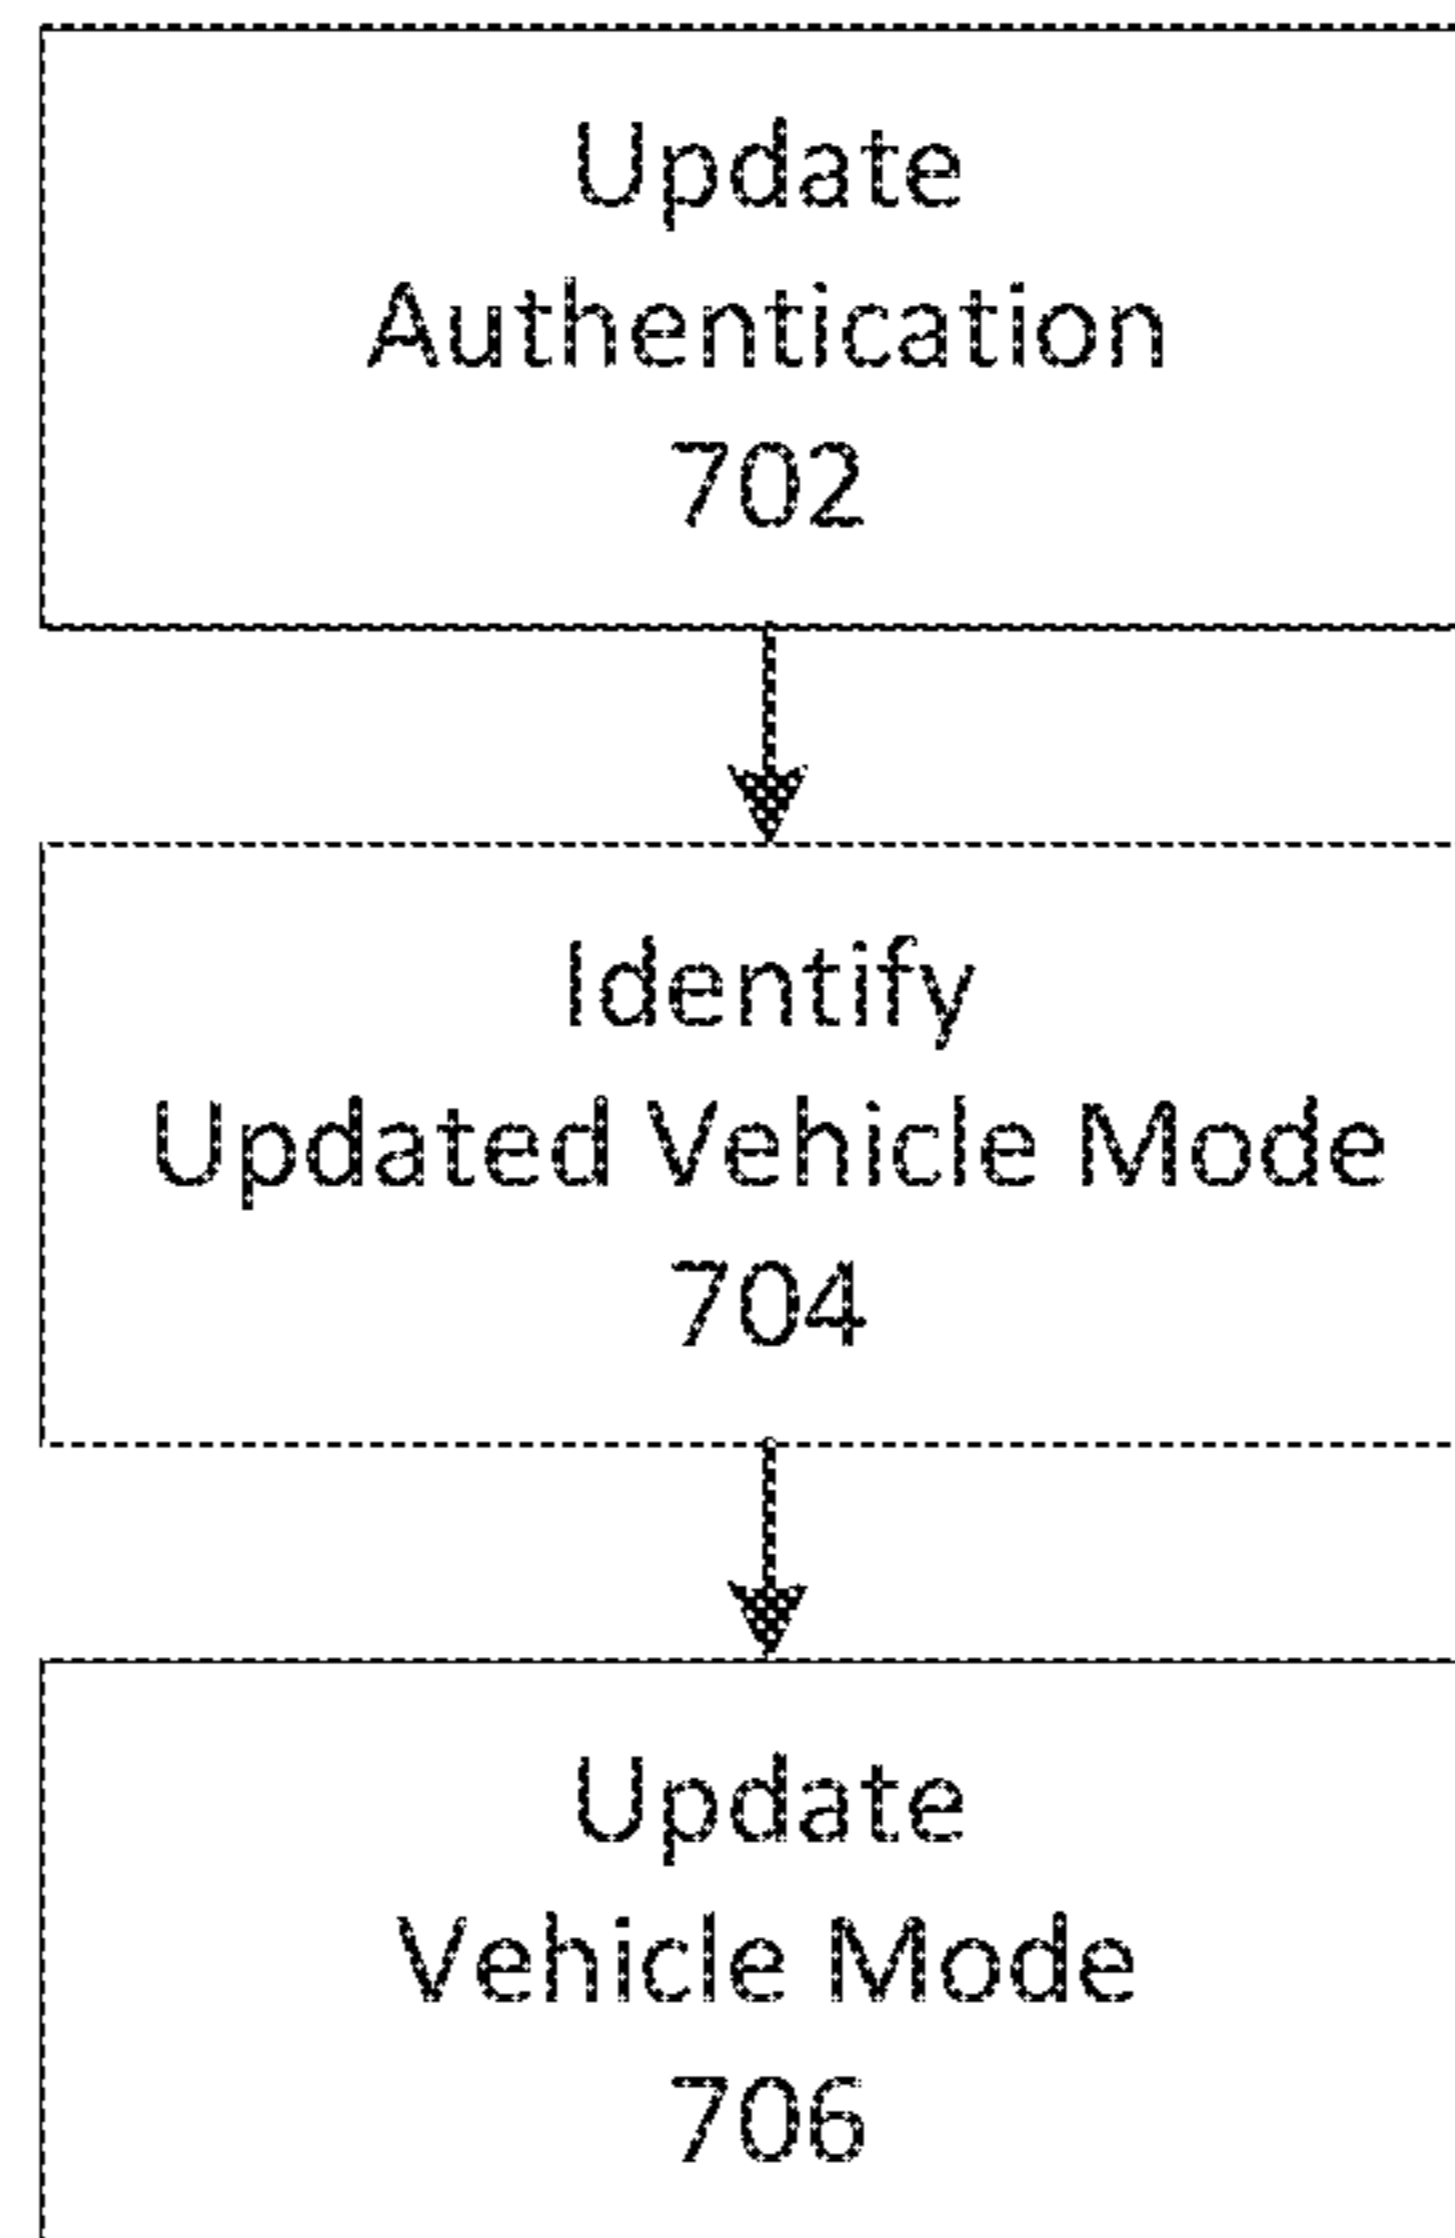 Update
Authentication
702
Identify
Updated Vehicle Mode
704
Update
Vehicle Mode
706